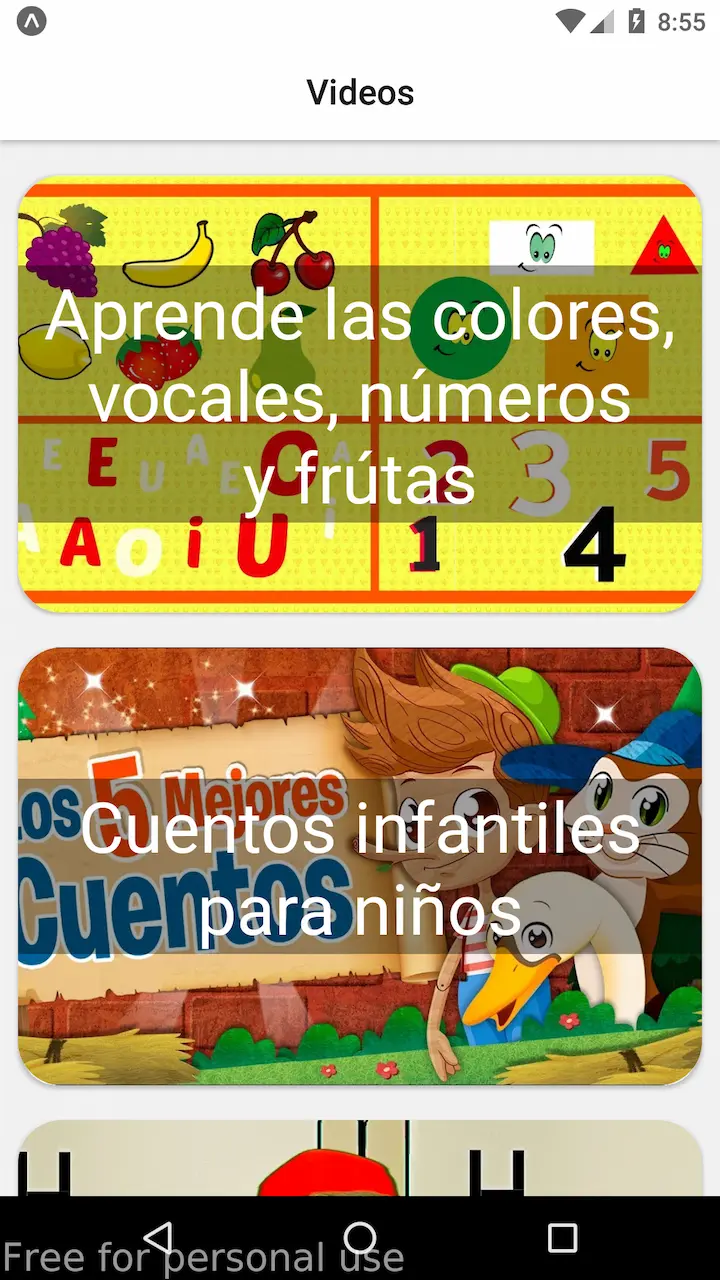 8:55
Videos
Aprende las colores,
vocales, números
y frútas
E E U A E O A
A A O i U I
2 3 5
1 4
Los 5 Mejores
Cuentos
Cuentos infantiles
para niños
Free for personal use